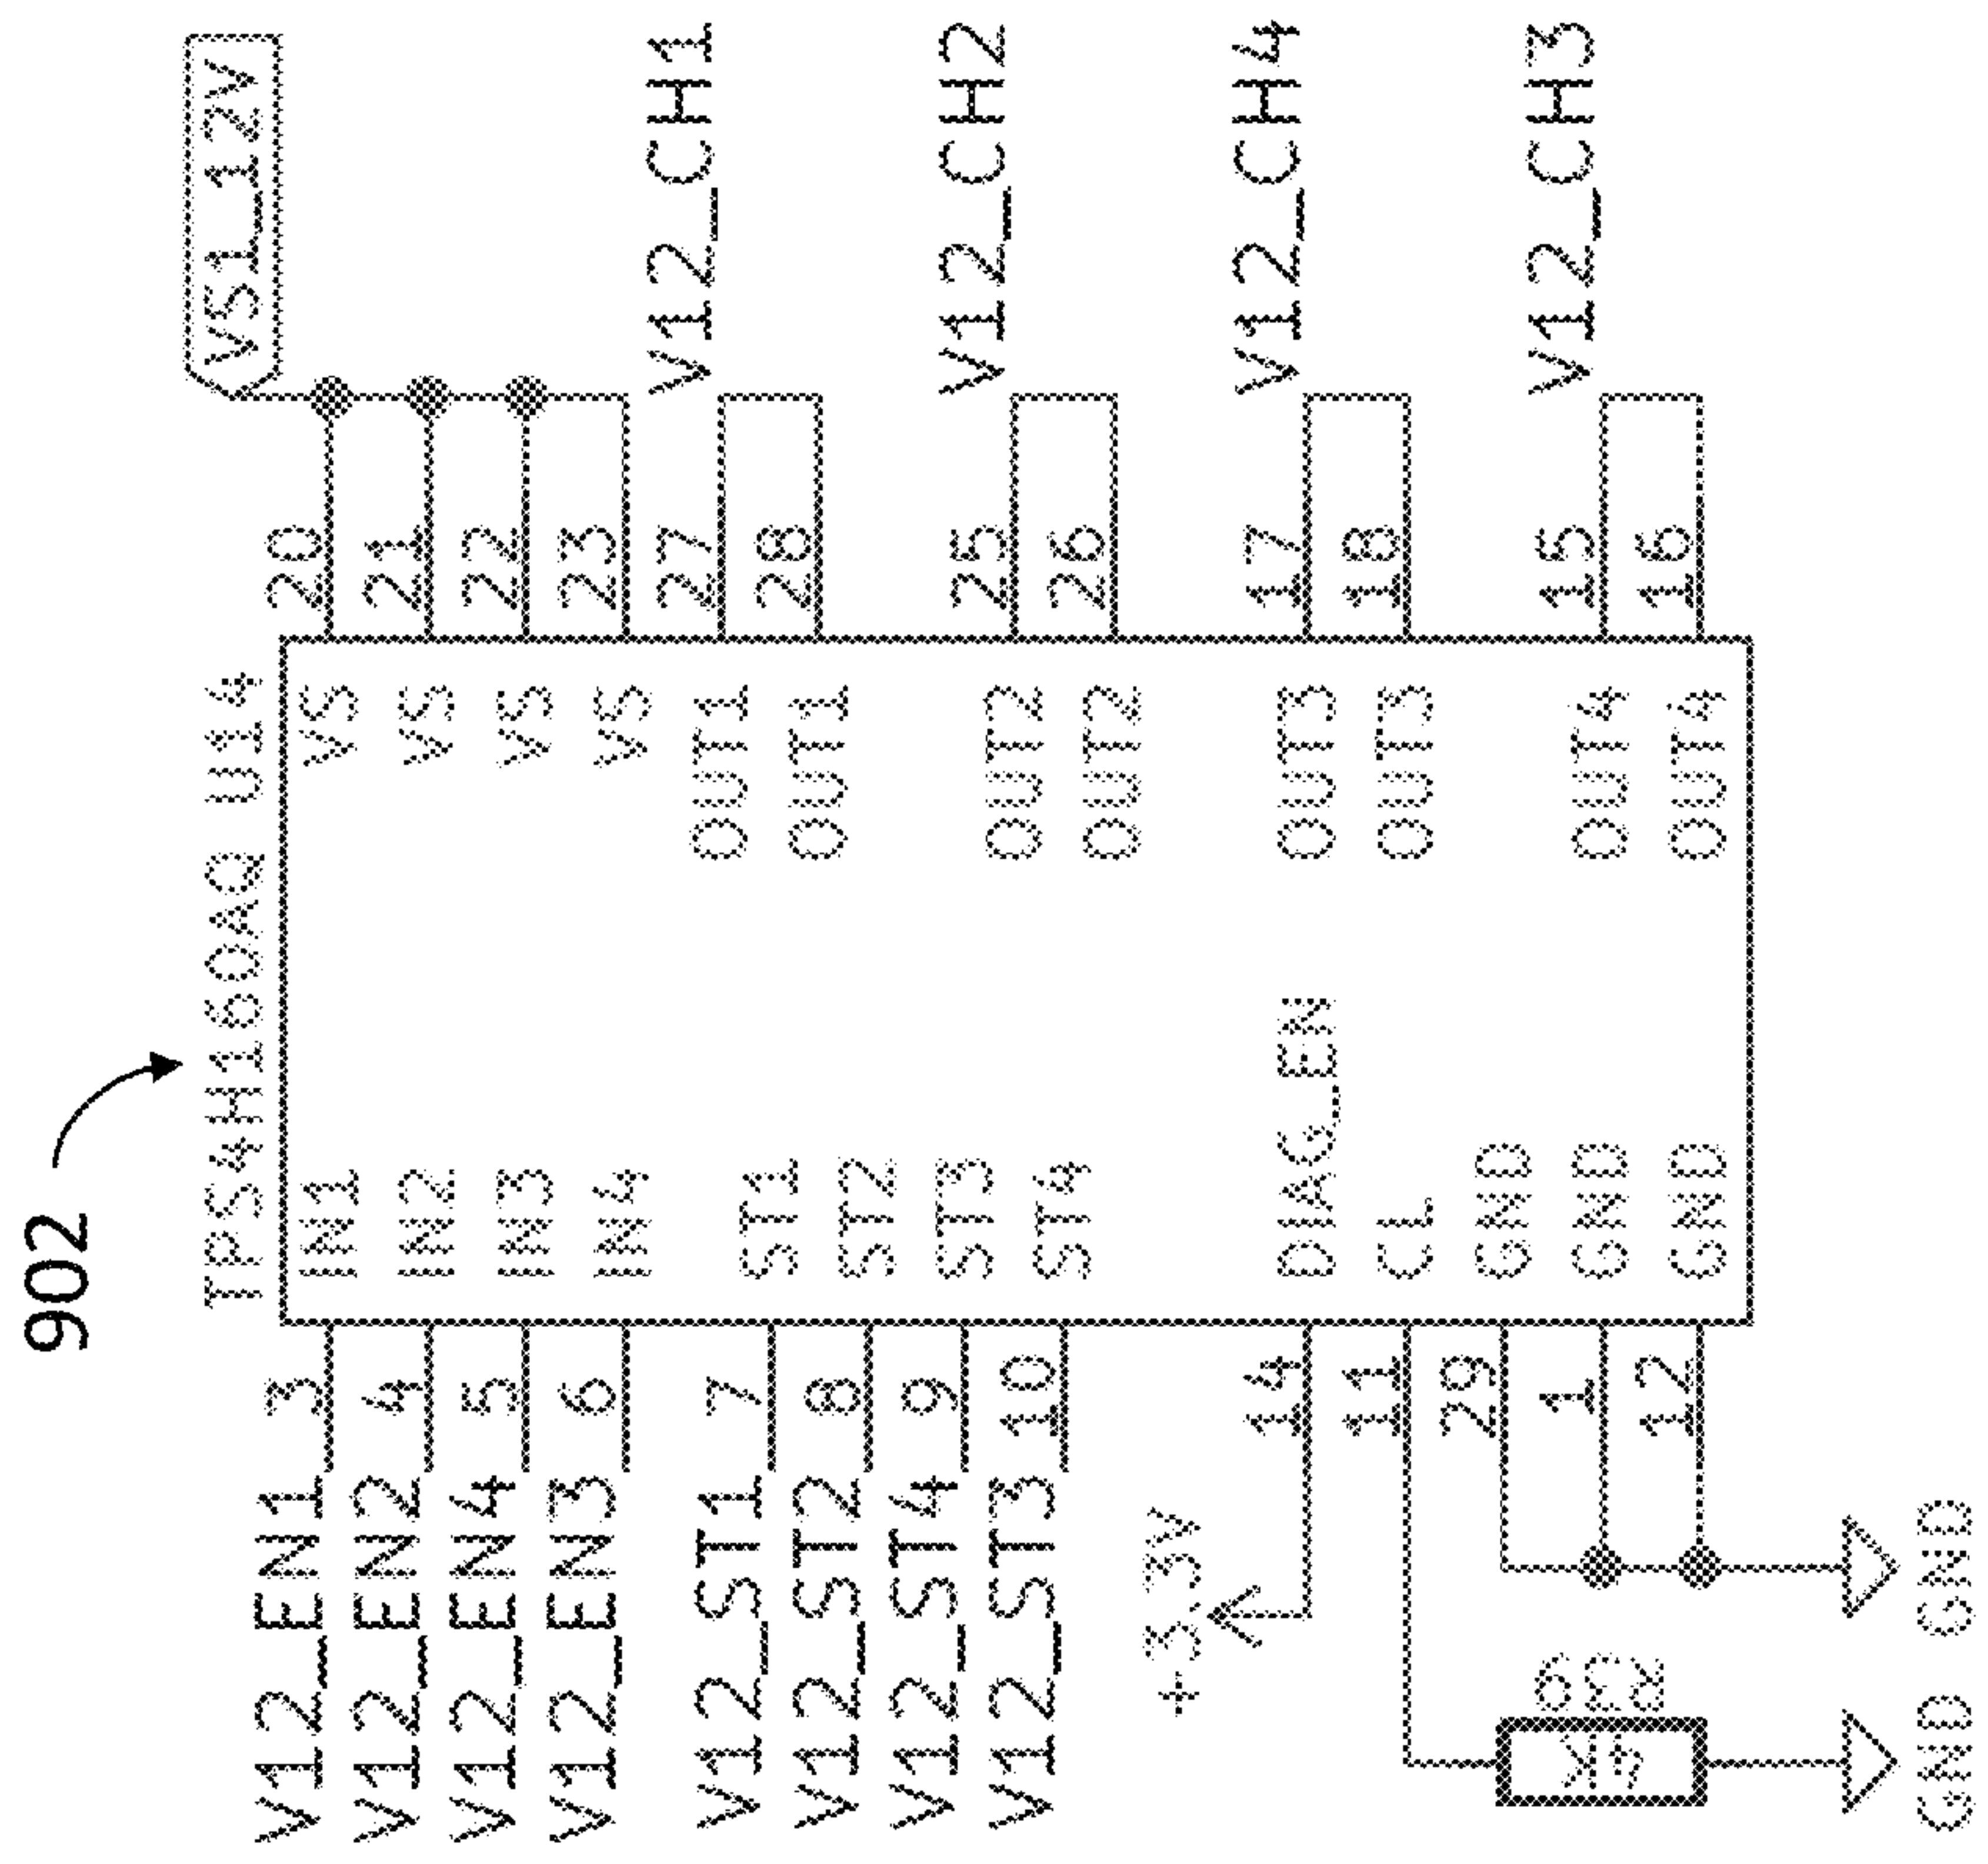 902
TPS4H160AQ U14
VS1_12V
V12_EN1 3 IN1 VS 20
V12_EN2 4 IN2 VS 21
V12_EN4 5 IN3 VS 22
V12_EN3 6 IN4 VS 23
OUT1 27 V12_CH1
V12_ST1 7 ST1
OUT1 28
V12_ST2 8 ST2
V12_ST4 9 ST3
OUT2 25 V12_CH2
V12_ST3 10 ST4
OUT2 26
+3.3V
14 DIAG_EN OUT3 17 V12_CH4
11 CL OUT3 18
29 GND
1 GND OUT4 15 V12_CH3
12 GND OUT4 16
4K R39
GND GND